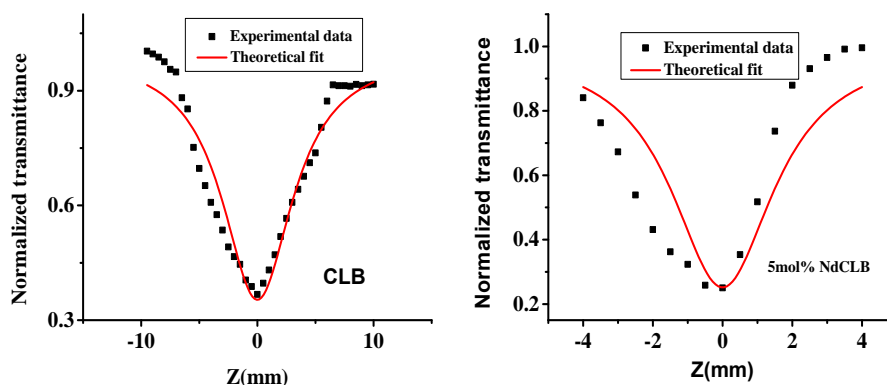 Experimental data
Theoretical fit
Normalized transmittance
0.9
0.6
0.3
CLB
-10
0
10
Z(mm)
Experimental data
Theoretical fit
Normalized transmittance
1.0
0.8
0.6
0.4
0.2
5mol% NdCLB
-4
-2
0
2
4
Z(mm)